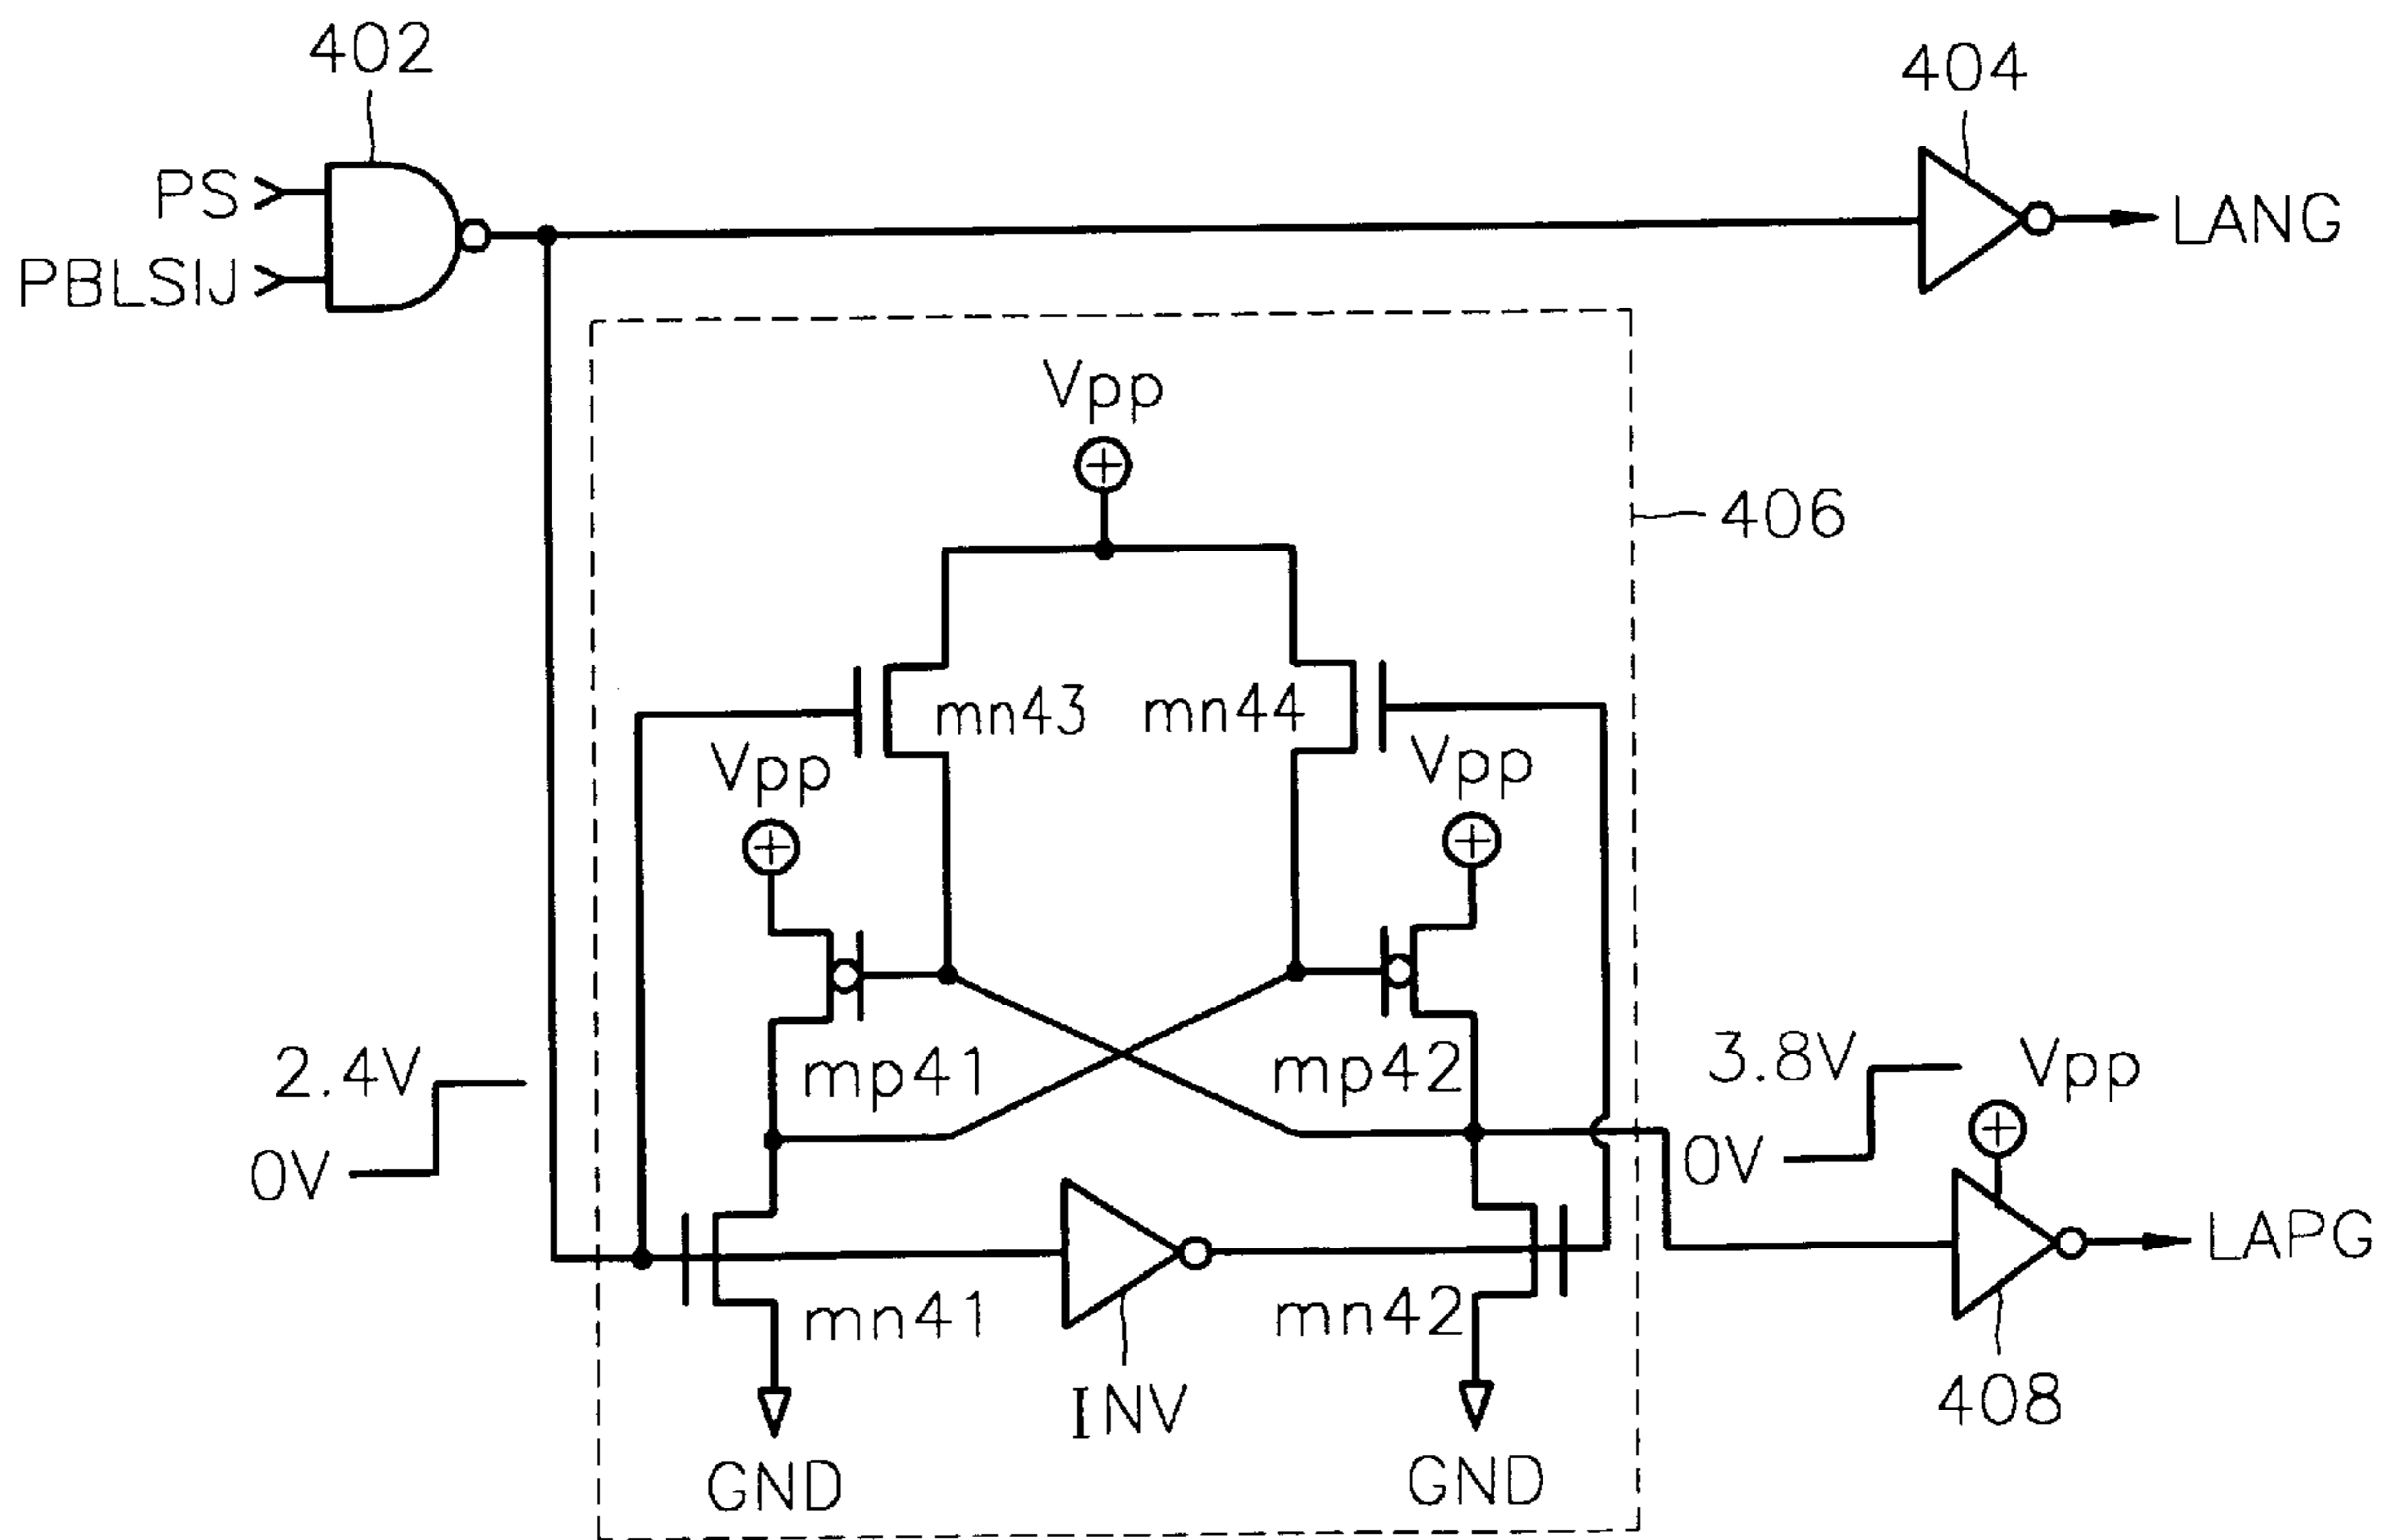 402
404
PS
PBLSIJ
LANG
Vpp
406
mn43
mn44
Vpp
Vpp
mp41
mp42
2.4V
0V
3.8V
0V
Vpp
LAPG
mn41
mn42
INV
408
GND
GND